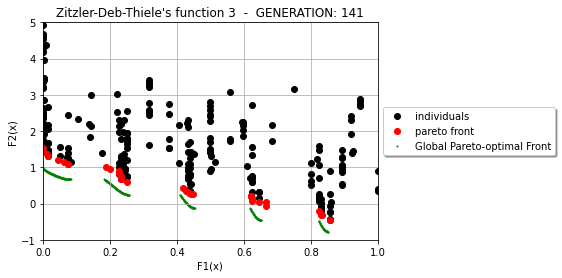 Zitzler-Deb-Thiele's function 3 - GENERATION: 141
5
4
3
2
1
0
−1
F2(x)
0.0 0.2 0.4 0.6 0.8 1.0
F1(x)
individuals
pareto front
Global Pareto-optimal Front